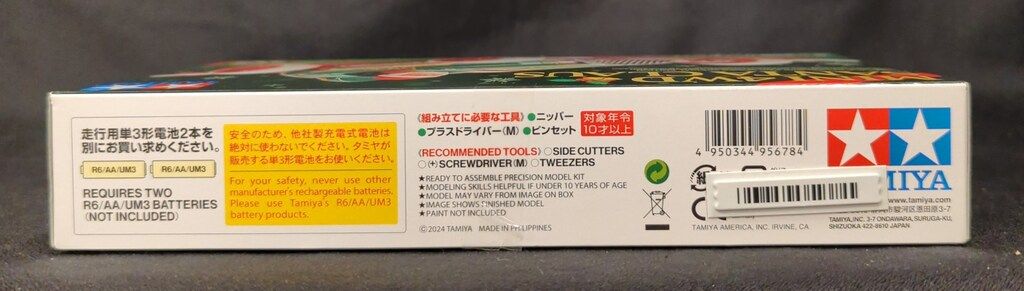 走行用単3形電池2本を
別にお買い求めください。
R6/AA/UM3 R6/AA/UM3
REQUIRES TWO
R6/AA/UM3 BATTERIES
(NOT INCLUDED)
安全のため、他社製充電式電池は
絶対に使わないでください。タミヤが
販売する単3形電池をお使いください。
For your safety, never use other
manufacturer's rechargeable batteries.
Please use Tamiya's R6/AA/UM3
battery products.
《組み立てに必要な工具》●ニッパー
●プラスドライバー(M) ●ピンセット
対象年令
10才以上
《RECOMMENDED TOOLS》 ○SIDE CUTTERS
○(+)SCREWDRIVER(M) ○TWEEZERS
★READY TO ASSEMBLE PRECISION MODEL KIT
★MODELING SKILLS HELPFUL IF UNDER 10 YEARS OF AGE
★MODEL MAY VARY FROM IMAGE ON BOX
★IMAGE SHOWS FINISHED MODEL
★PAINT NOT INCLUDED
©2024 TAMIYA MADE IN PHILIPPINES
4 950344 956784
TAMIYA AMERICA, INC. IRVINE, CA
MIYA
www.tamiya.com
駿河区恩田原3-7
TAMIYA, INC. 3-7 ONDAWARA, SURUGA-KU,
SHIZUOKA 422-8610 JAPAN